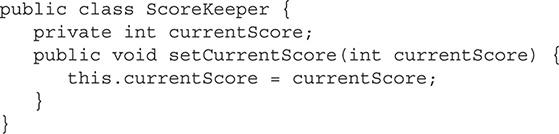 public class ScoreKeeper {
   private int currentScore;
   public void setCurrentScore(int currentScore) {
      this.currentScore = currentScore;
   }
}